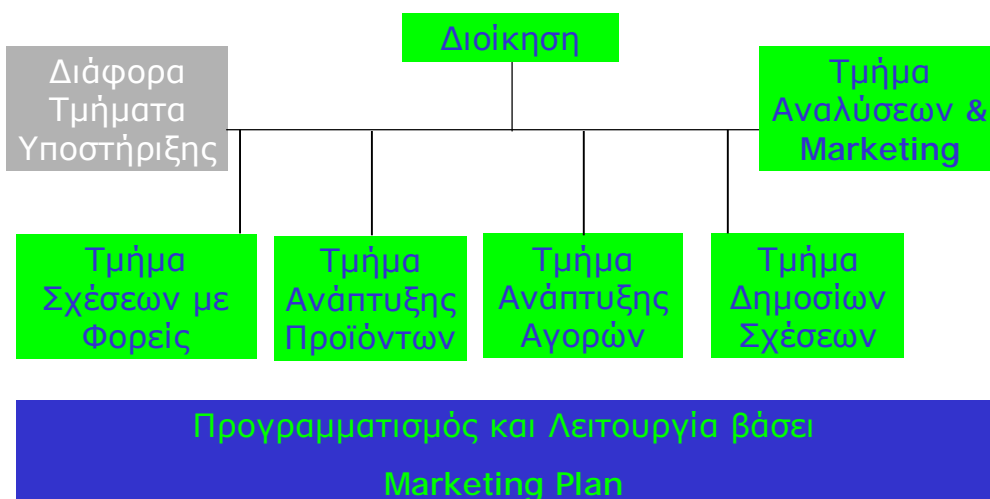 Διοίκηση
Διάφορα
Τμήματα
Υποστήριξης
Τμήμα
Αναλύσεων &
Marketing
Τμήμα
Σχέσεων με
Φορείς
Τμήμα
Ανάπτυξης
Προϊόντων
Τμήμα
Ανάπτυξης
Αγορών
Τμήμα
Δημοσίων
Σχέσεων
Προγραμματισμός και Λειτουργία βάσει
Marketing Plan